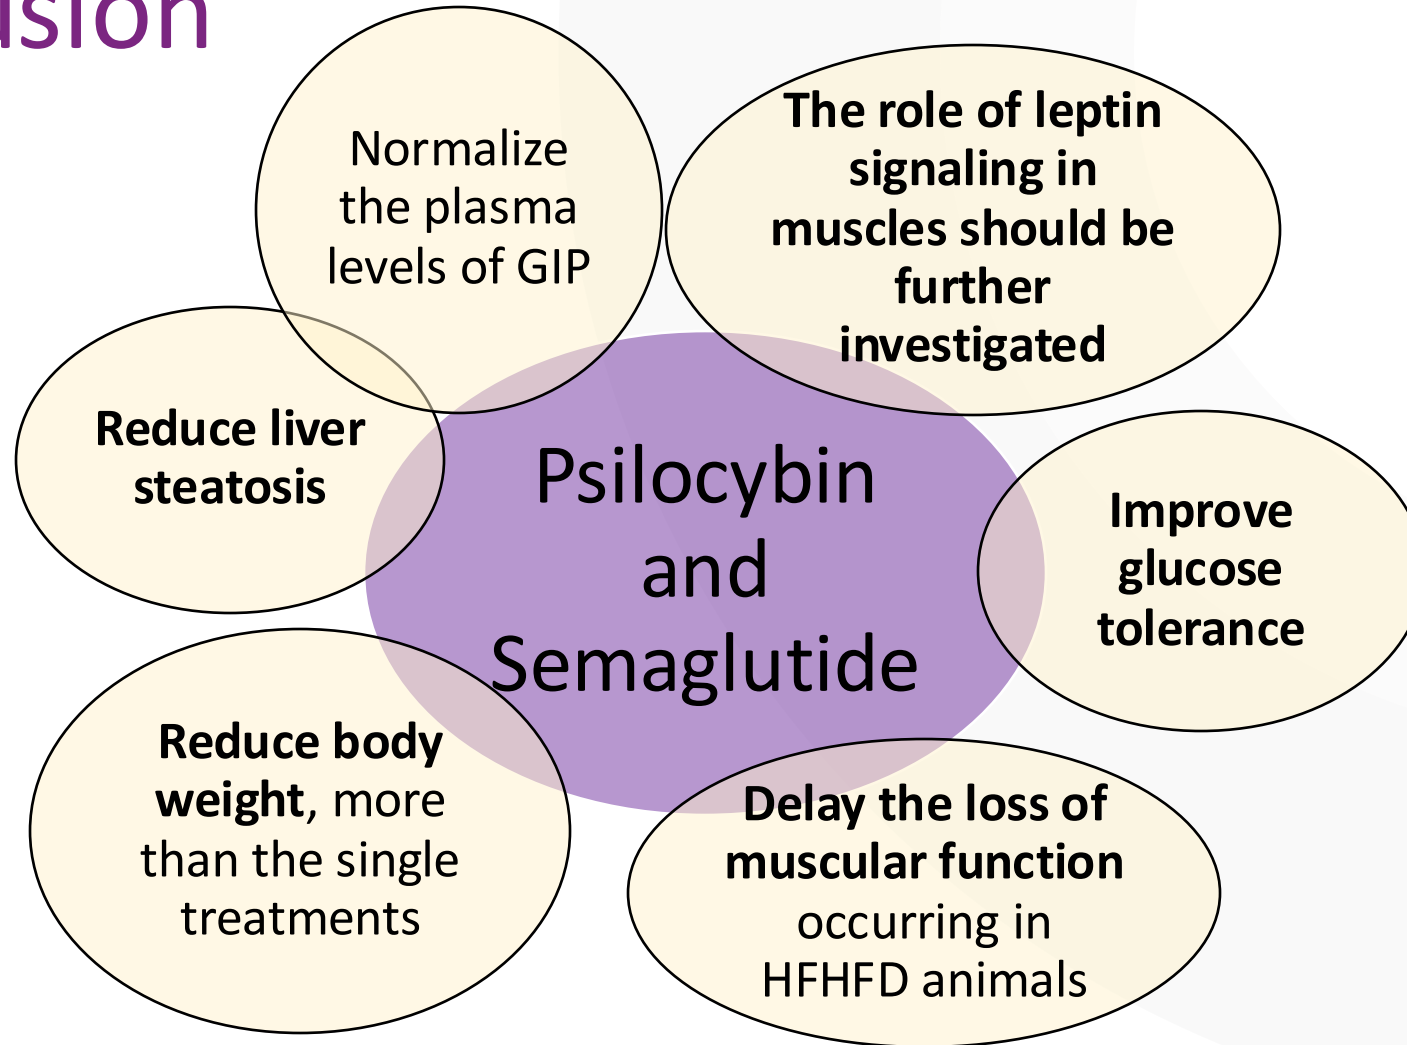 Normalize
the plasma
levels of GIP
The role of leptin
signaling in
muscles should be
further
investigated
Reduce liver
steatosis
Psilocybin
and
Semaglutide
Improve
glucose
tolerance
Reduce body
weight, more
than the single
treatments
Delay the loss of
muscular function
occurring in
HFHFD animals